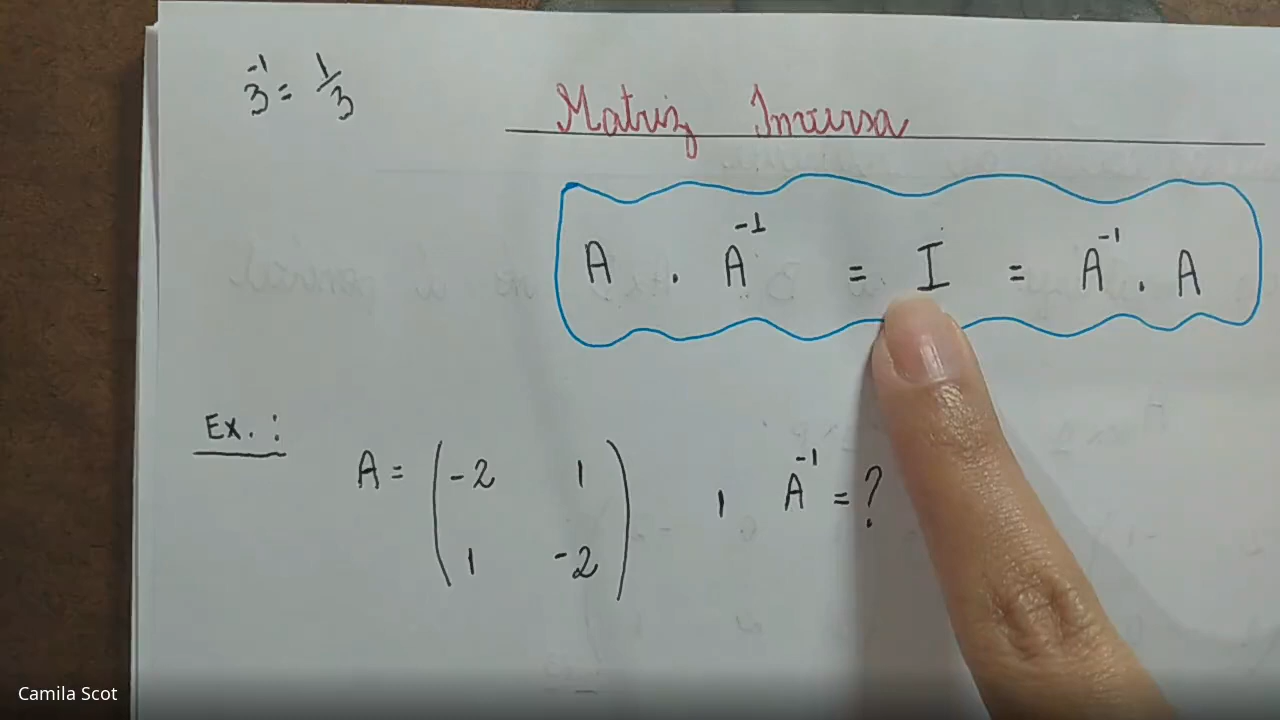 3⁻¹ = 1/3
Matriz Inversa
A . A⁻¹ = I = A⁻¹ . A
Ex.:
A = ( -2 1 ) , A⁻¹ = ?
( 1 -2 )
Camila Scot